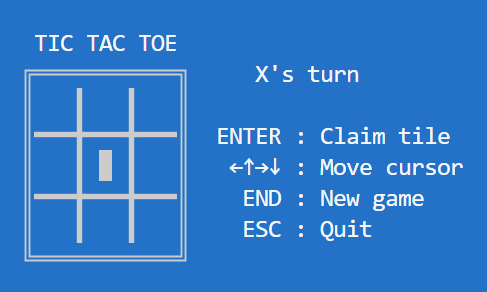 TIC TAC TOE
X's turn
ENTER : Claim tile
←↑→↓ : Move cursor
END : New game
ESC : Quit